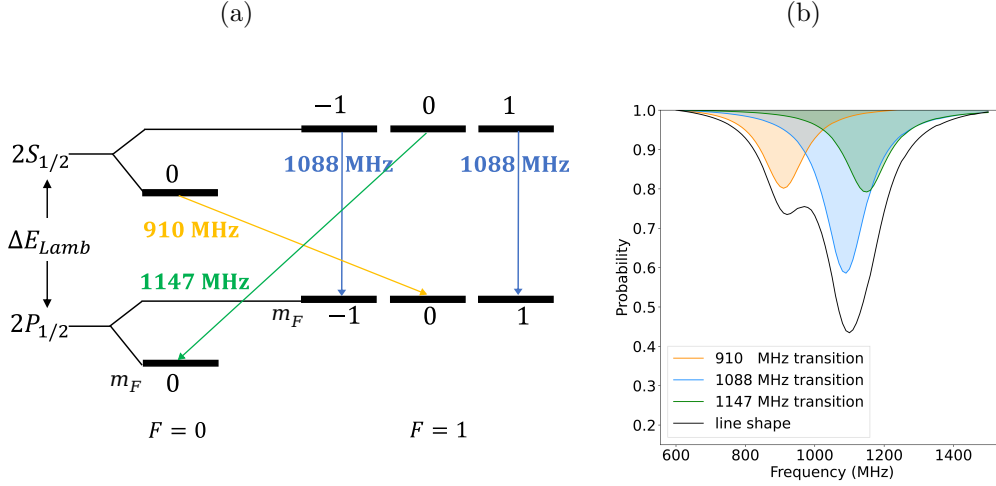 (a)
−1 0 1
2S1/2
0
1088 MHz 1088 MHz
910 MHz
ΔE_Lamb
1147 MHz
2P1/2
m_F −1 0 1
m_F 0
F = 0 F = 1
(b)
1.0
0.9
0.8
0.7
0.6
0.5
0.4
0.3
0.2
Probability
910 MHz transition
1088 MHz transition
1147 MHz transition
line shape
600 800 1000 1200 1400
Frequency (MHz)